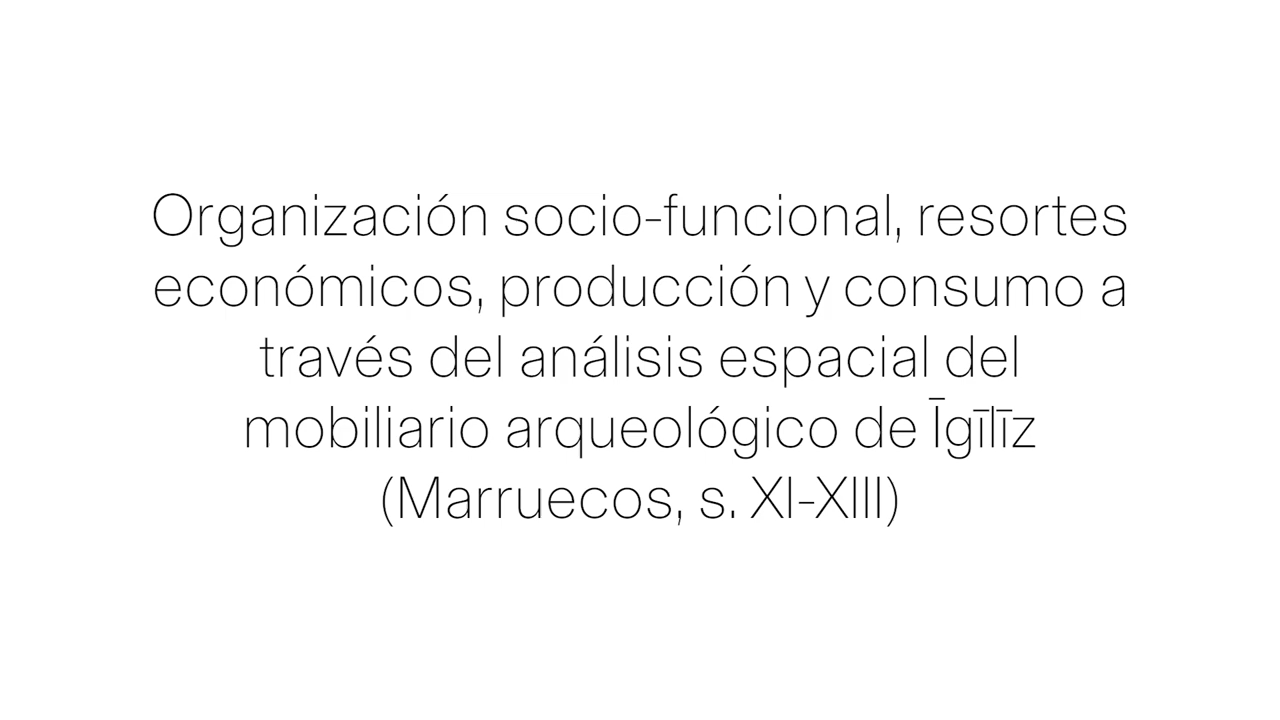 Organización socio-funcional, resortes
económicos, producción y consumo a
través del análisis espacial del
mobiliario arqueológico de Īgīlīz
(Marruecos, s. XI-XIII)